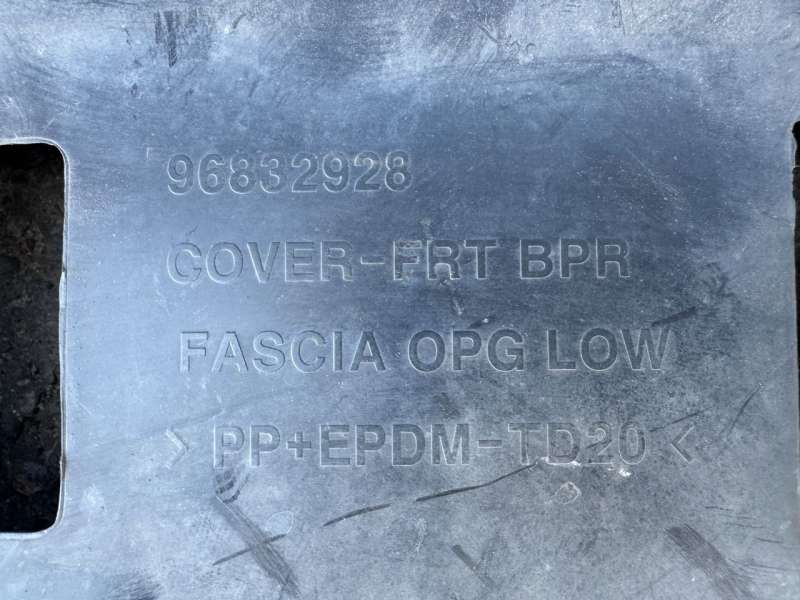 96832928
COVER-FRT BPR
FASCIA OPG LOW
> PP+EPDM-TD20 <